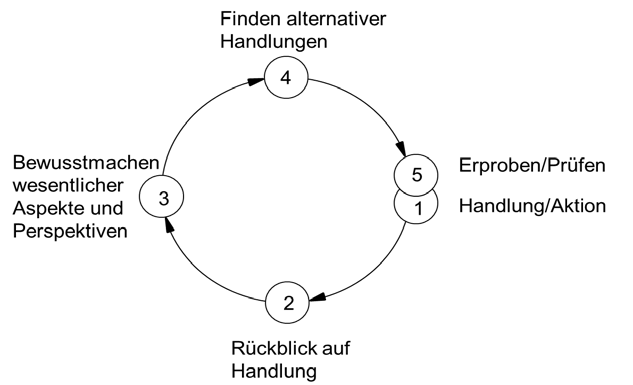 Finden alternativer
Handlungen
4
Bewusstmachen
wesentlicher
Aspekte und
Perspektiven
3
5
Erproben/Prüfen
1
Handlung/Aktion
2
Rückblick auf
Handlung